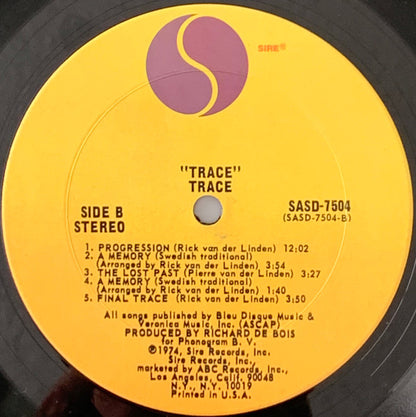 SIRE®
"TRACE"
TRACE
SIDE B
STEREO
SASD-7504
(SASD-7504-B)
1. PROGRESSION (Rick van der Linden) 12:02
2. A MEMORY (Swedish traditional)
(Arranged by Rick van der Linden) 3:54
3. THE LOST PAST (Pierre van der Linden) 3:27
4. A MEMORY (Swedish traditional)
(Arranged by Rick van der Linden) 1:40
5. FINAL TRACE (Rick van der Linden) 3:50
All songs published by Bleu Disque Music &
Veronica Music, Inc. (ASCAP)
PRODUCED BY RICHARD DE BOIS
for Phonogram B. V.
℗1974, Sire Records, Inc.
Sire Records, Inc.
marketed by ABC Records, Inc.
Los Angeles, Calif. 90048
N.Y., N.Y. 10019
Printed in U.S.A.